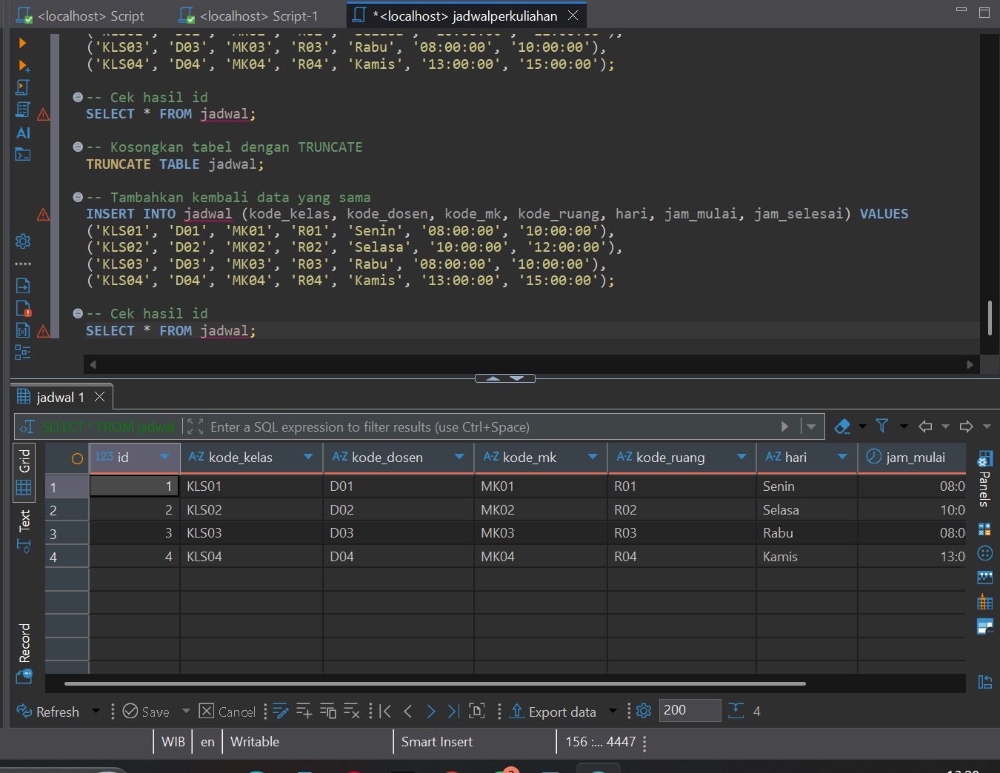 <localhost> Script
<localhost> Script-1
*<localhost> jadwalperkuliahan
('KLS03', 'D03', 'MK03', 'R03', 'Rabu', '08:00:00', '10:00:00'),
('KLS04', 'D04', 'MK04', 'R04', 'Kamis', '13:00:00', '15:00:00');
-- Cek hasil id
SELECT * FROM jadwal;
-- Kosongkan tabel dengan TRUNCATE
TRUNCATE TABLE jadwal;
-- Tambahkan kembali data yang sama
INSERT INTO jadwal (kode_kelas, kode_dosen, kode_mk, kode_ruang, hari, jam_mulai, jam_selesai) VALUES
('KLS01', 'D01', 'MK01', 'R01', 'Senin', '08:00:00', '10:00:00'),
('KLS02', 'D02', 'MK02', 'R02', 'Selasa', '10:00:00', '12:00:00'),
('KLS03', 'D03', 'MK03', 'R03', 'Rabu', '08:00:00', '10:00:00'),
('KLS04', 'D04', 'MK04', 'R04', 'Kamis', '13:00:00', '15:00:00');
-- Cek hasil id
SELECT * FROM jadwal;
AI
jadwal 1
SELECT * FROM jadwal Enter a SQL expression to filter results (use Ctrl+Space)
Grid
Text
Record
Panels
123 id A-Z kode_kelas A-Z kode_dosen A-Z kode_mk A-Z kode_ruang A-Z hari jam_mulai
1 1 KLS01 D01 MK01 R01 Senin 08:0
2 2 KLS02 D02 MK02 R02 Selasa 10:0
3 3 KLS03 D03 MK03 R03 Rabu 08:0
4 4 KLS04 D04 MK04 R04 Kamis 13:0
Refresh Save Cancel Export data 200 4
WIB en Writable Smart Insert 156 :... 4447